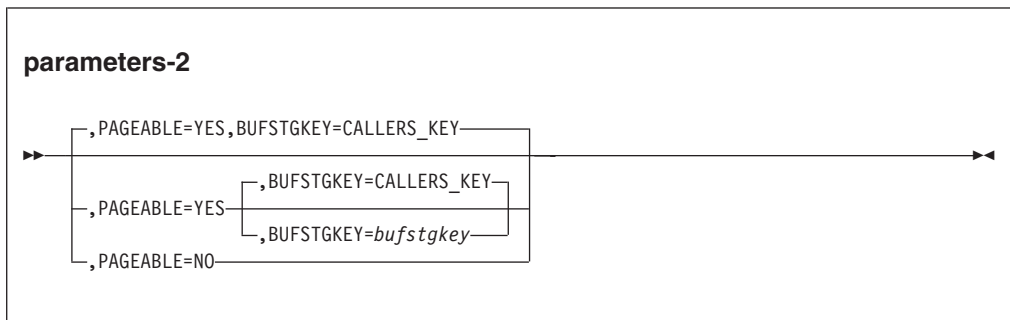 parameters-2
,PAGEABLE=YES,BUFSTGKEY=CALLERS_KEY
,BUFSTGKEY=CALLERS_KEY
,PAGEABLE=YES
,BUFSTGKEY=bufstgkey
,PAGEABLE=NO